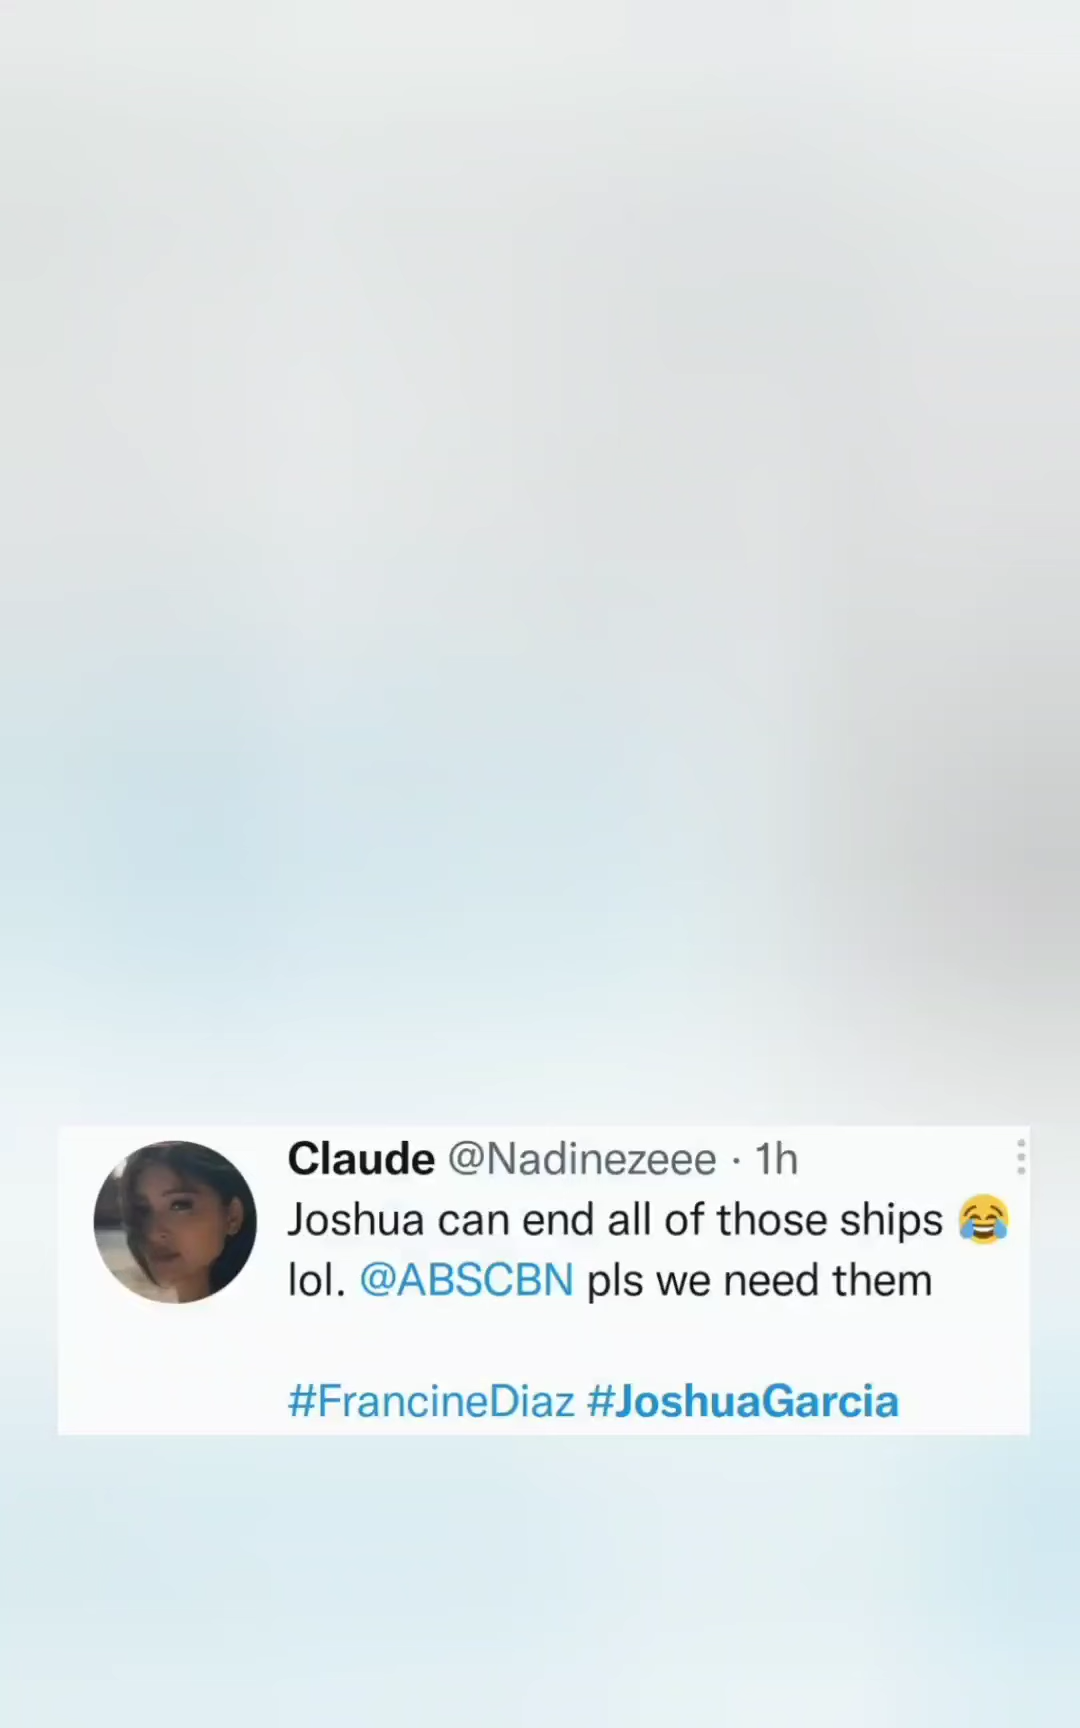 Claude @Nadinezeee · 1h
Joshua can end all of those ships 😂
lol. @ABSCBN pls we need them
#FrancineDiaz #JoshuaGarcia